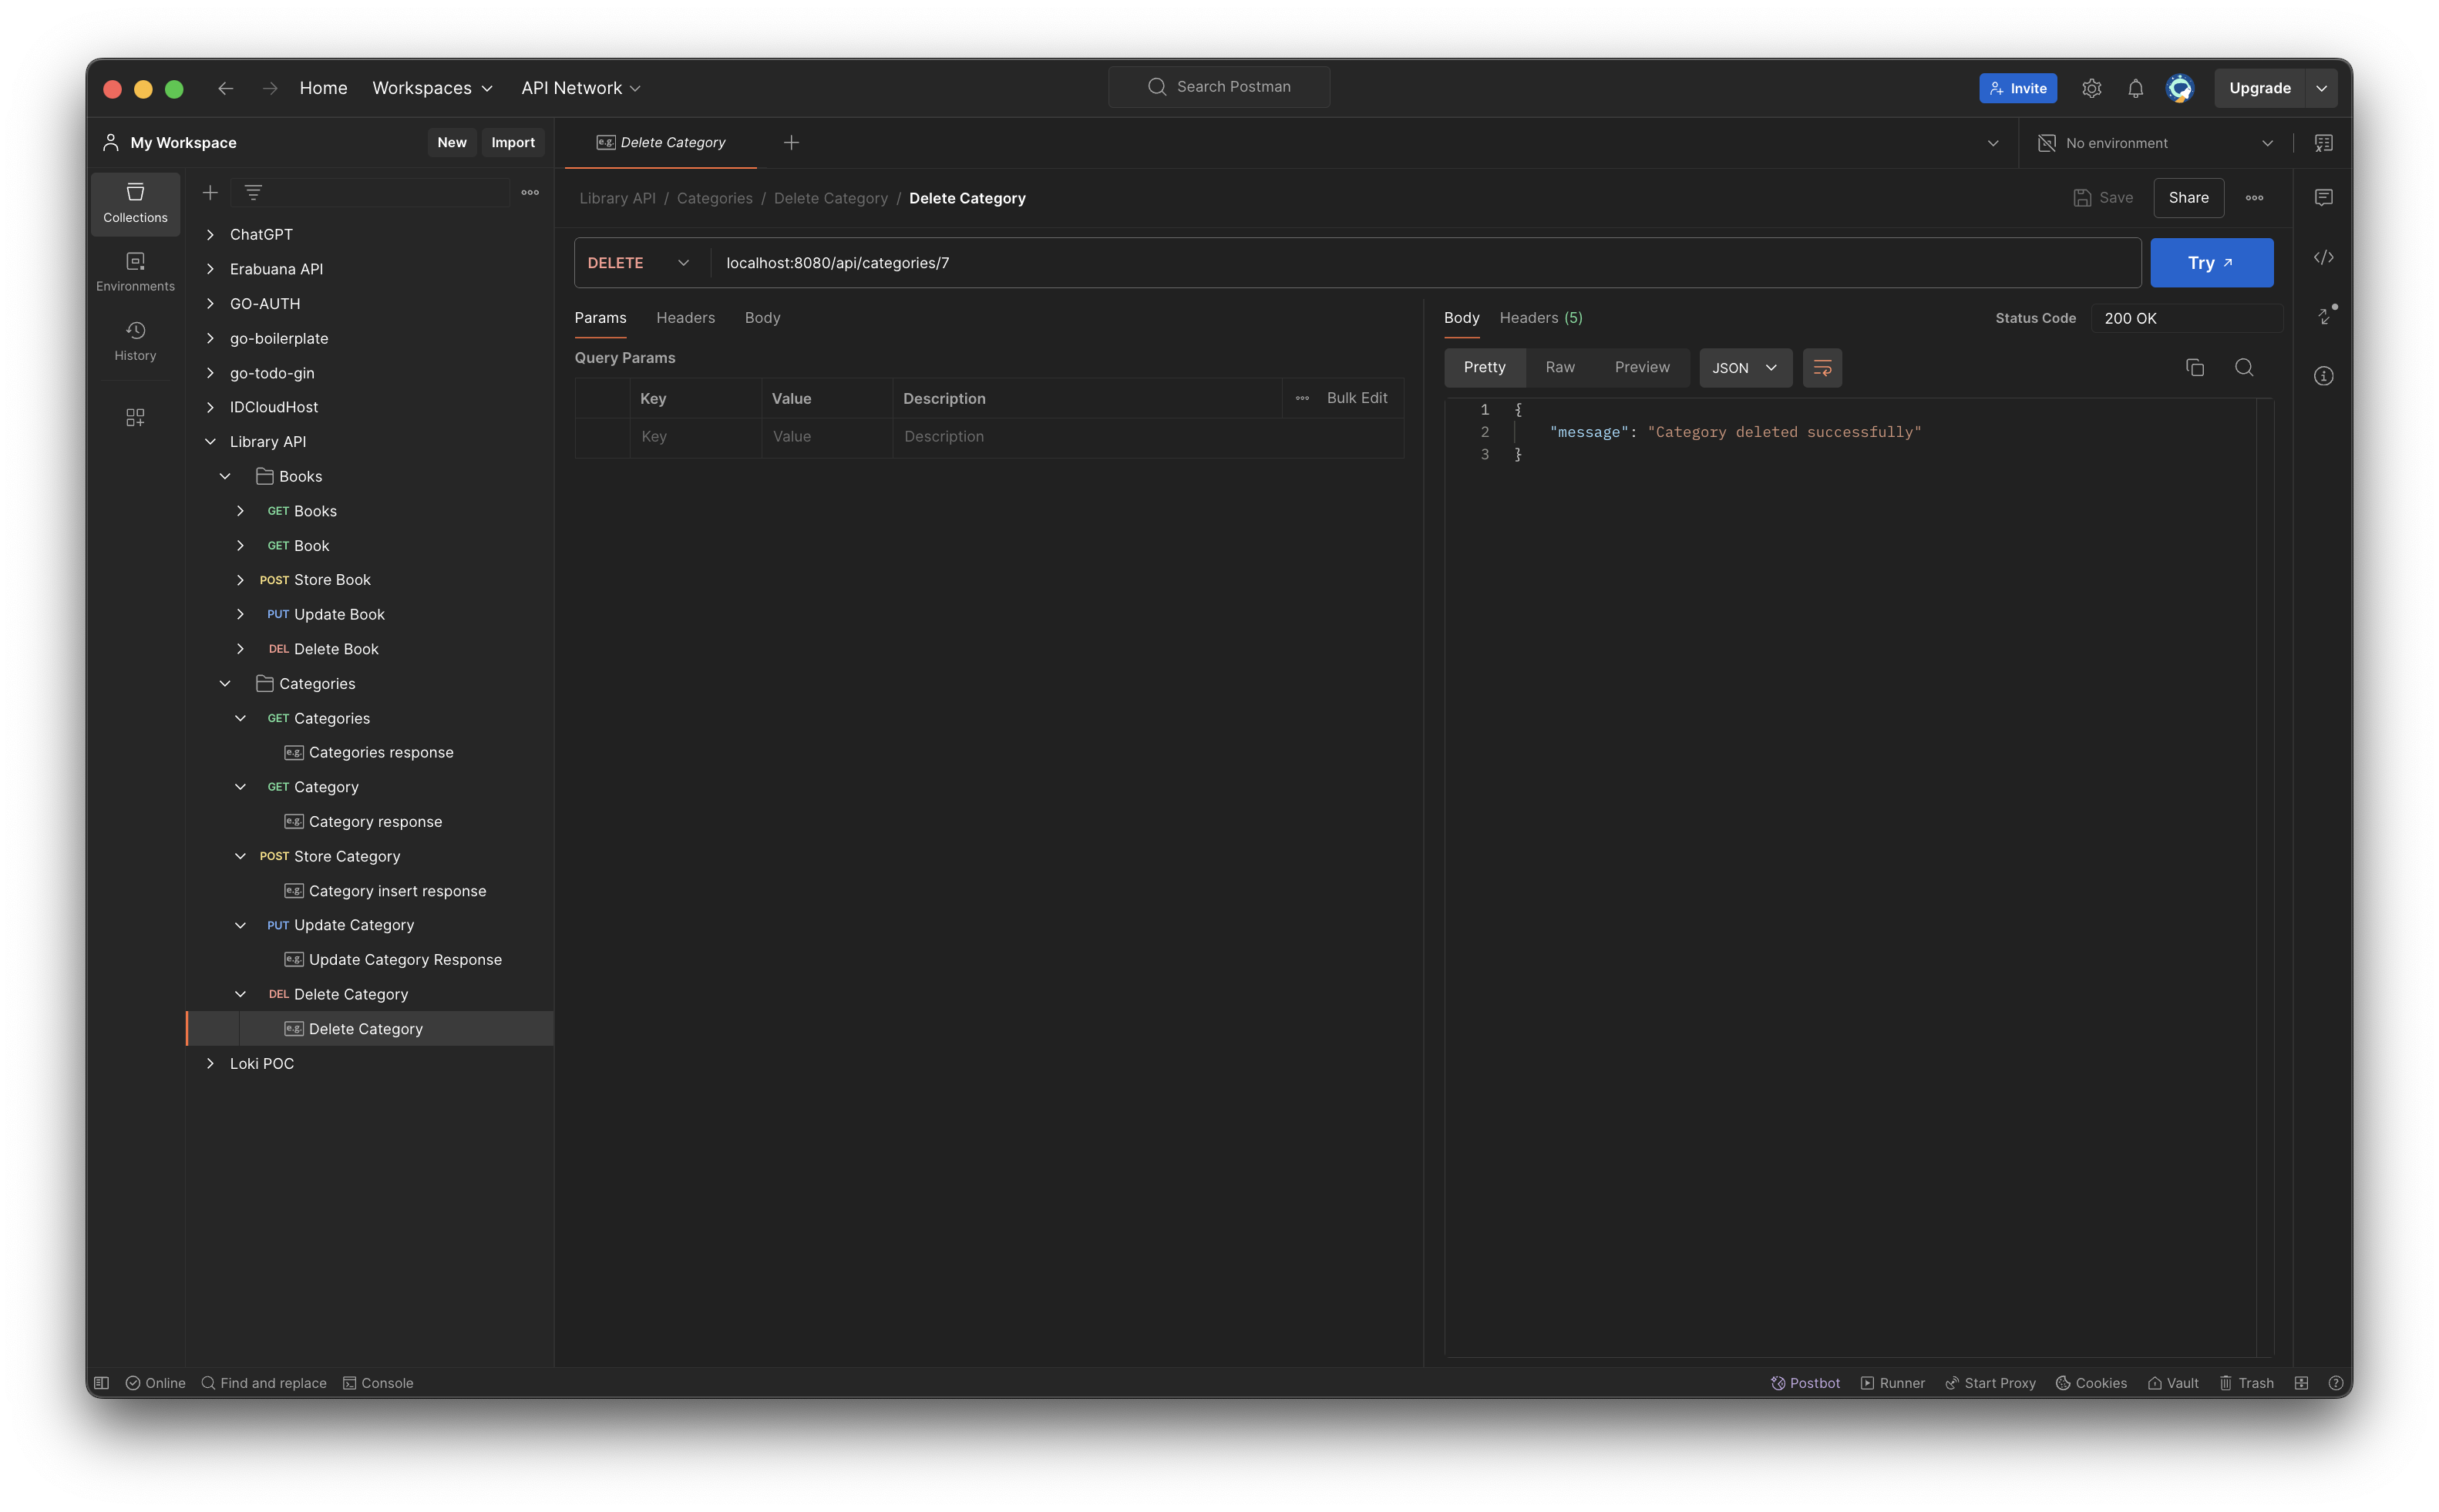 Home Workspaces API Network Search Postman Invite Upgrade
My Workspace New Import e.g. Delete Category No environment
Collections
Environments
History
ChatGPT
Erabuana API
GO-AUTH
go-boilerplate
go-todo-gin
IDCloudHost
Library API
Books
GET Books
GET Book
POST Store Book
PUT Update Book
DEL Delete Book
Categories
GET Categories
e.g. Categories response
GET Category
e.g. Category response
POST Store Category
e.g. Category insert response
PUT Update Category
e.g. Update Category Response
DEL Delete Category
e.g. Delete Category
Loki POC
Library API / Categories / Delete Category / Delete Category Save Share
DELETE localhost:8080/api/categories/7 Try
Params Headers Body
Query Params
Key Value Description Bulk Edit
Key Value Description
Body Headers (5) Status Code 200 OK
Pretty Raw Preview JSON
1 {
2 "message": "Category deleted successfully"
3 }
Online Find and replace Console Postbot Runner Start Proxy Cookies Vault Trash